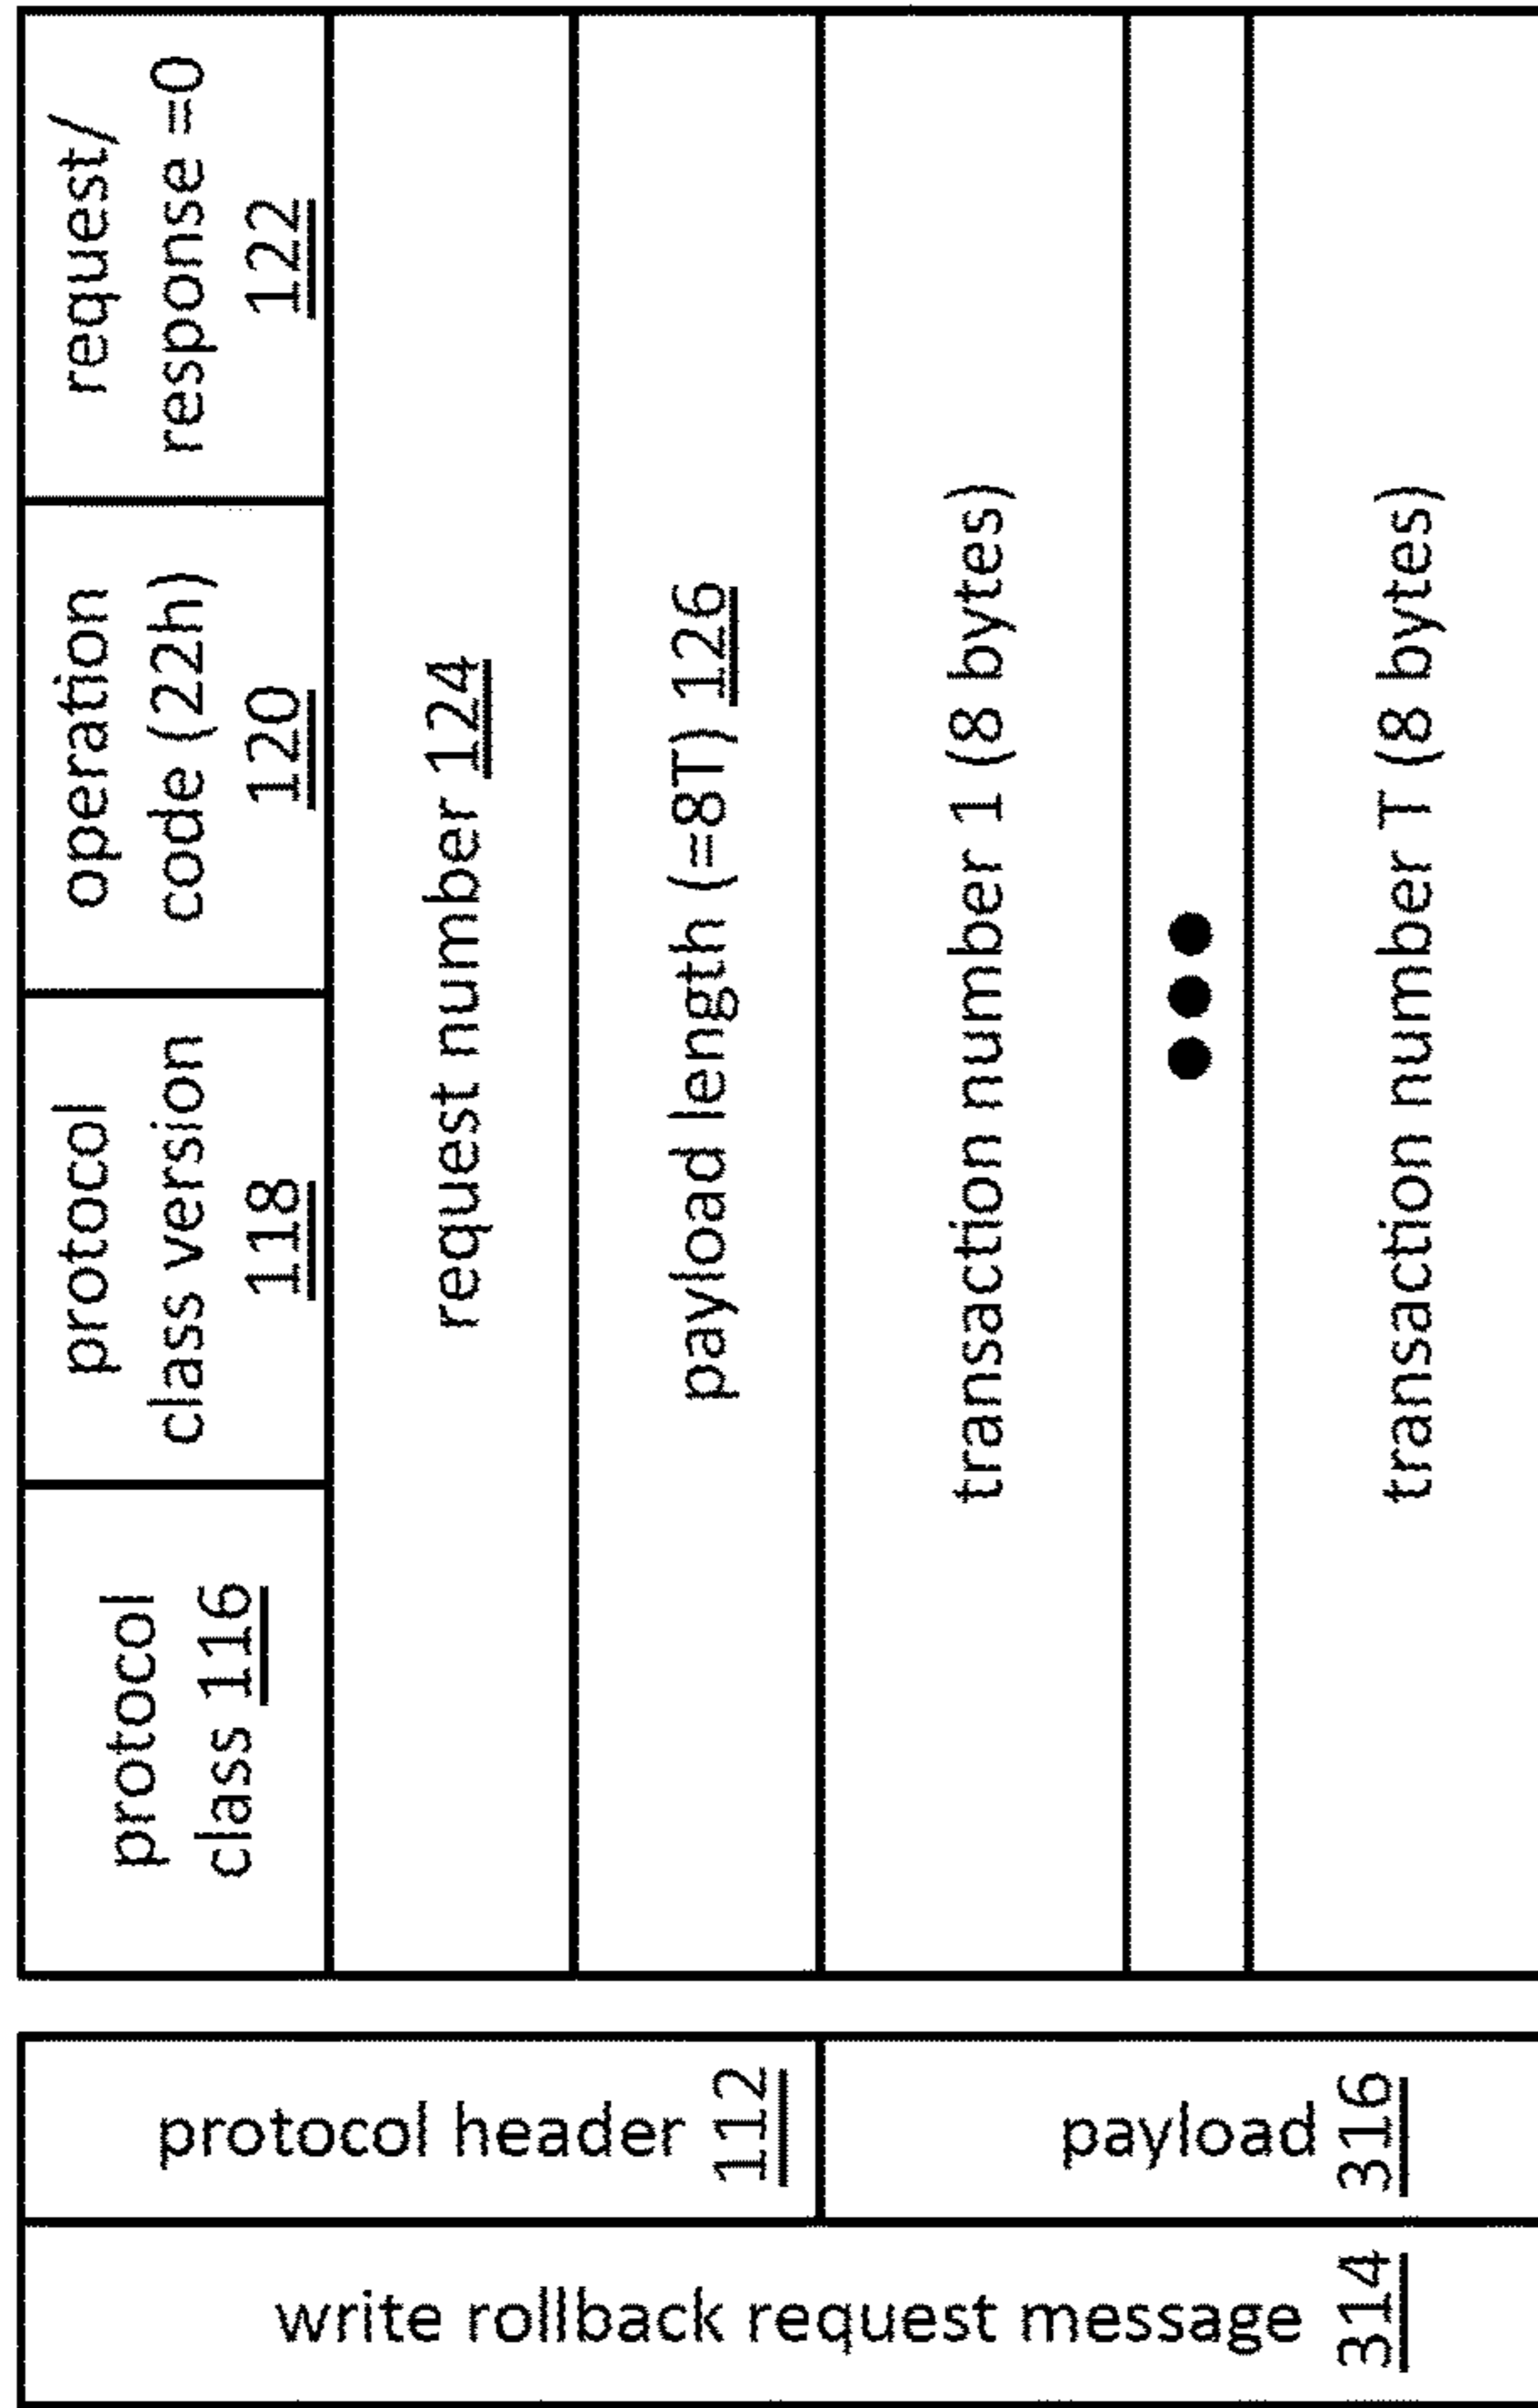 write rollback request message 314
protocol header 112
payload 316
protocol
class 116
protocol
class version
118
operation
code (22h)
120
request/
response =0
122
request number 124
payload length (=8T) 126
transaction number 1 (8 bytes)
●●●
transaction number T (8 bytes)